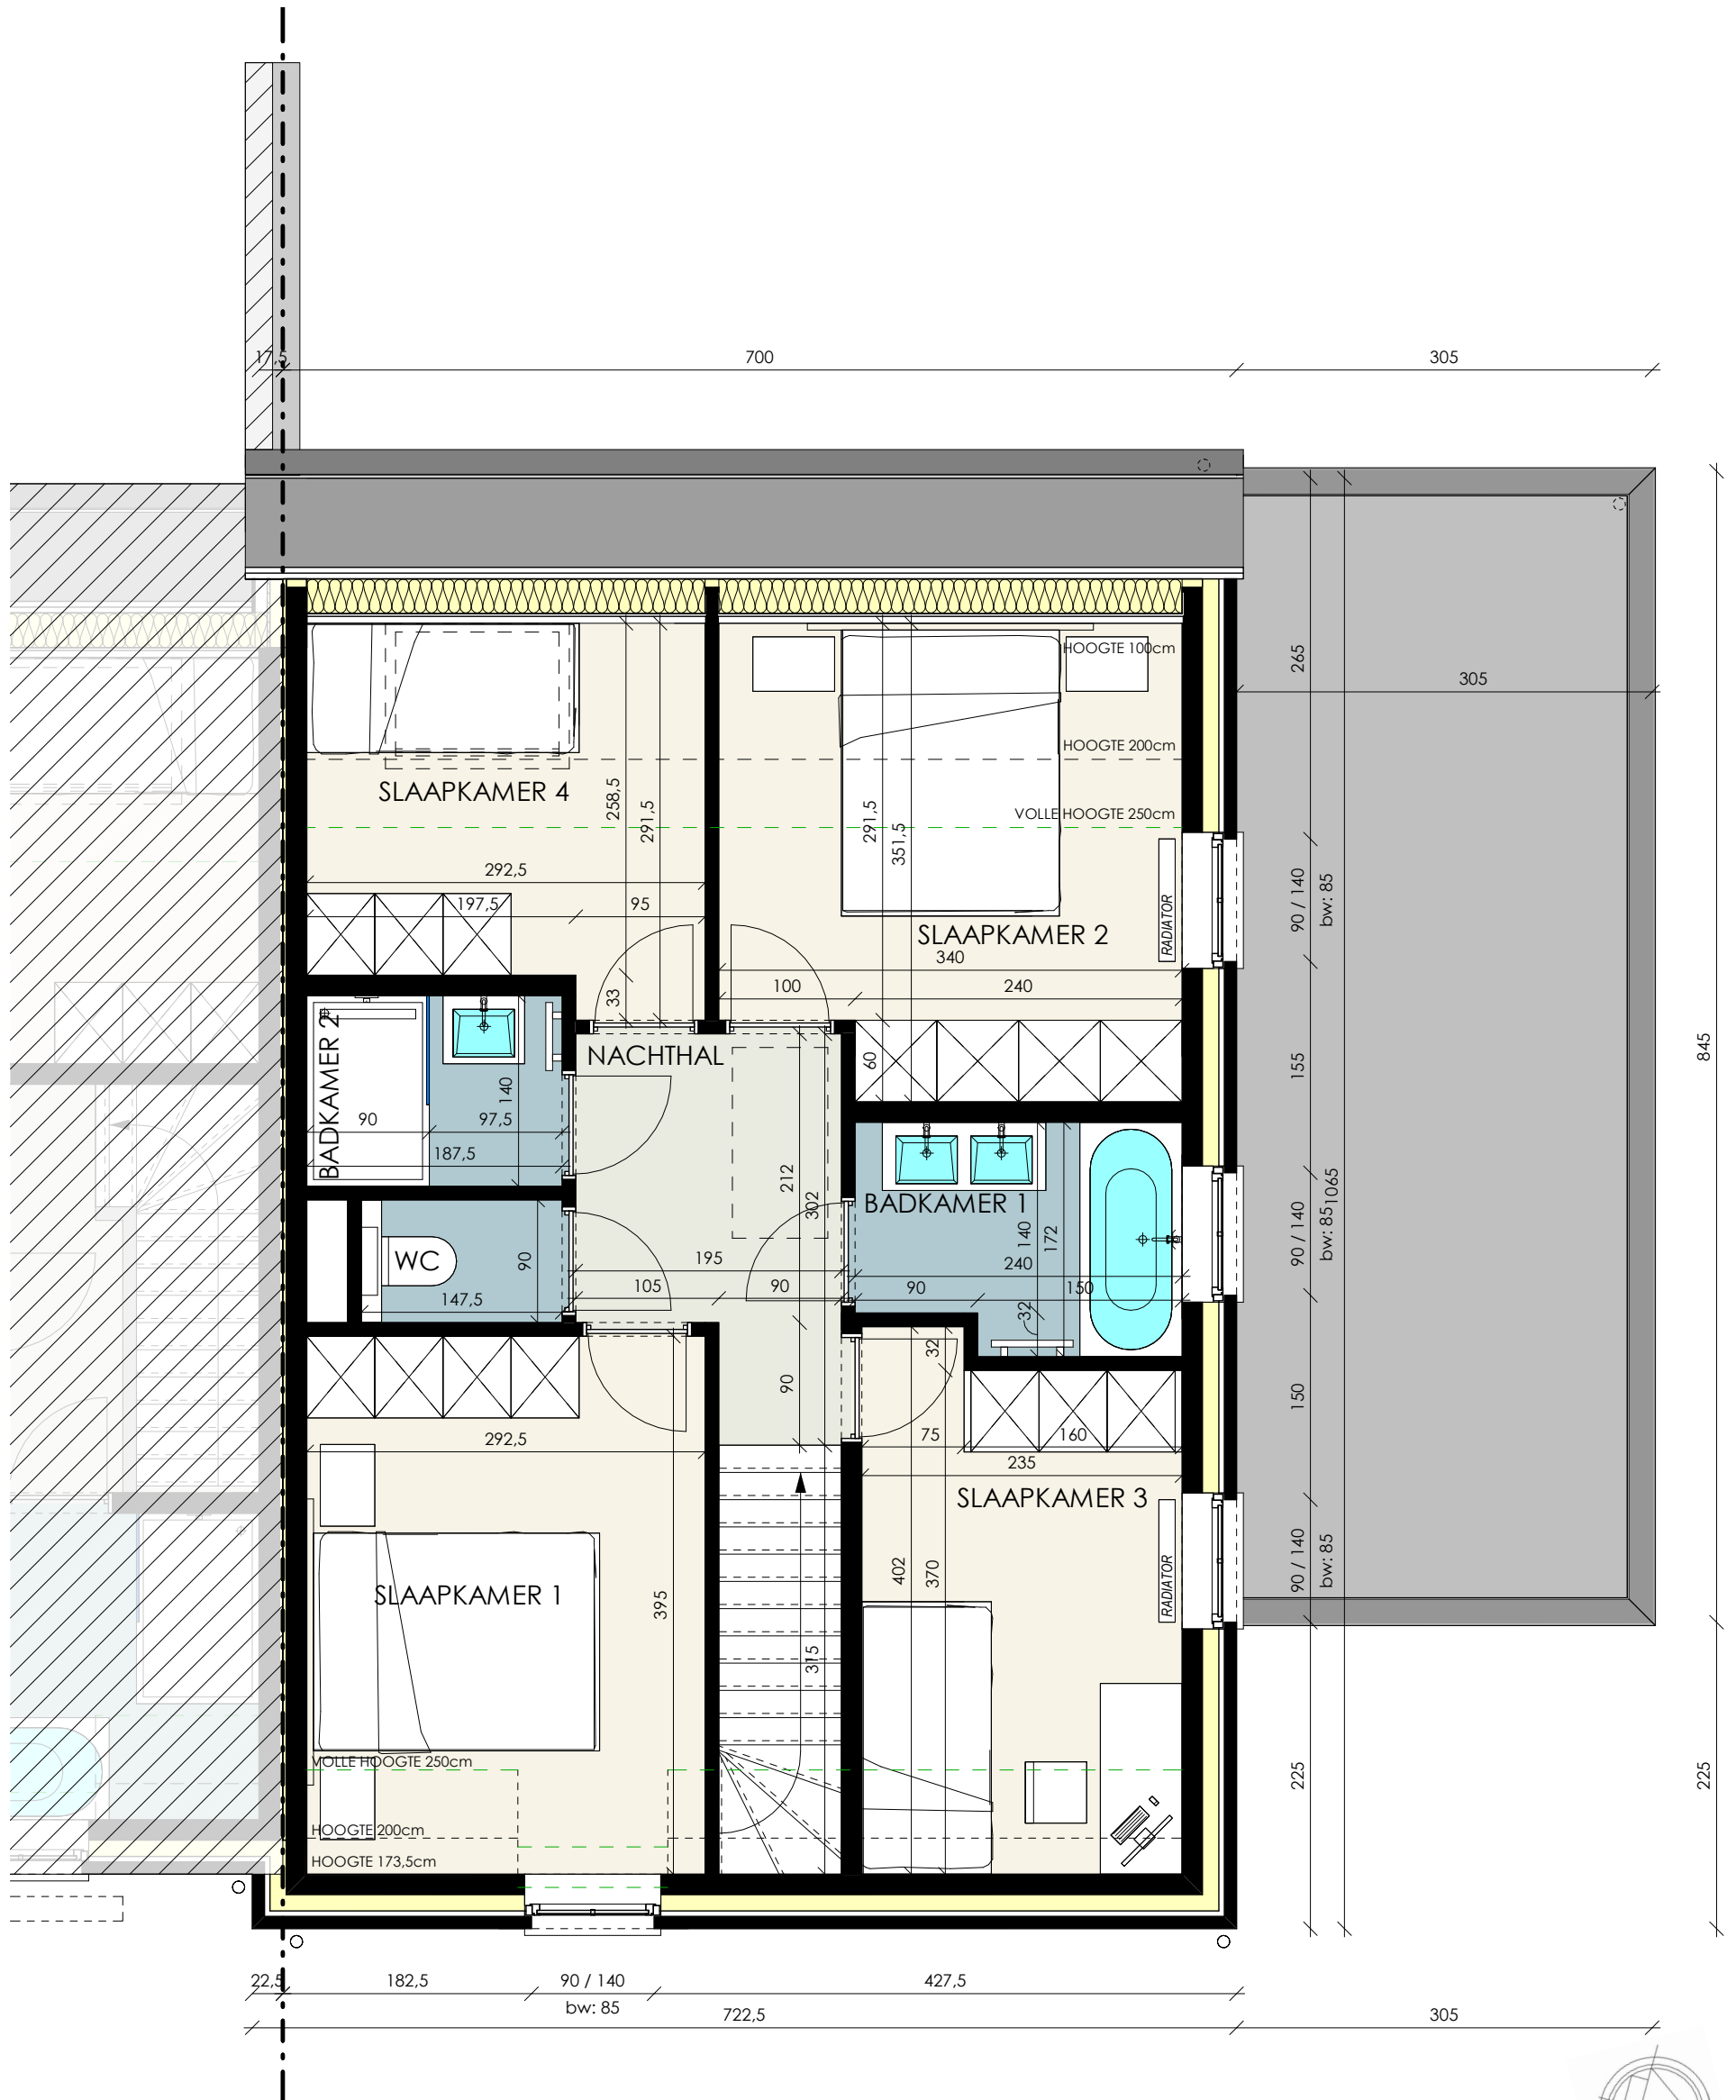 17,5
700
305
HOOGTE 100cm
265
305
HOOGTE 200cm
SLAAPKAMER 4
258,5
291,5
VOLLE HOOGTE 250cm
291,5
351,5
292,5
197,5
95
90 / 140
bw: 85
RADIATOR
SLAAPKAMER 2
340
100
240
33
NACHTHAL
60
155
845
BADKAMER 2
140
90
97,5
187,5
212
302
BADKAMER 1
140
172
90 / 140
bw: 85
1065
WC
90
195
240
105
90
90
150
147,5
32
32
90
150
292,5
75
160
235
SLAAPKAMER 3
402
370
RADIATOR
90 / 140
bw: 85
SLAAPKAMER 1
395
315
VOLLE HOOGTE 250cm
225
225
HOOGTE 200cm
HOOGTE 173,5cm
22,5
182,5
90 / 140
427,5
bw: 85
722,5
305